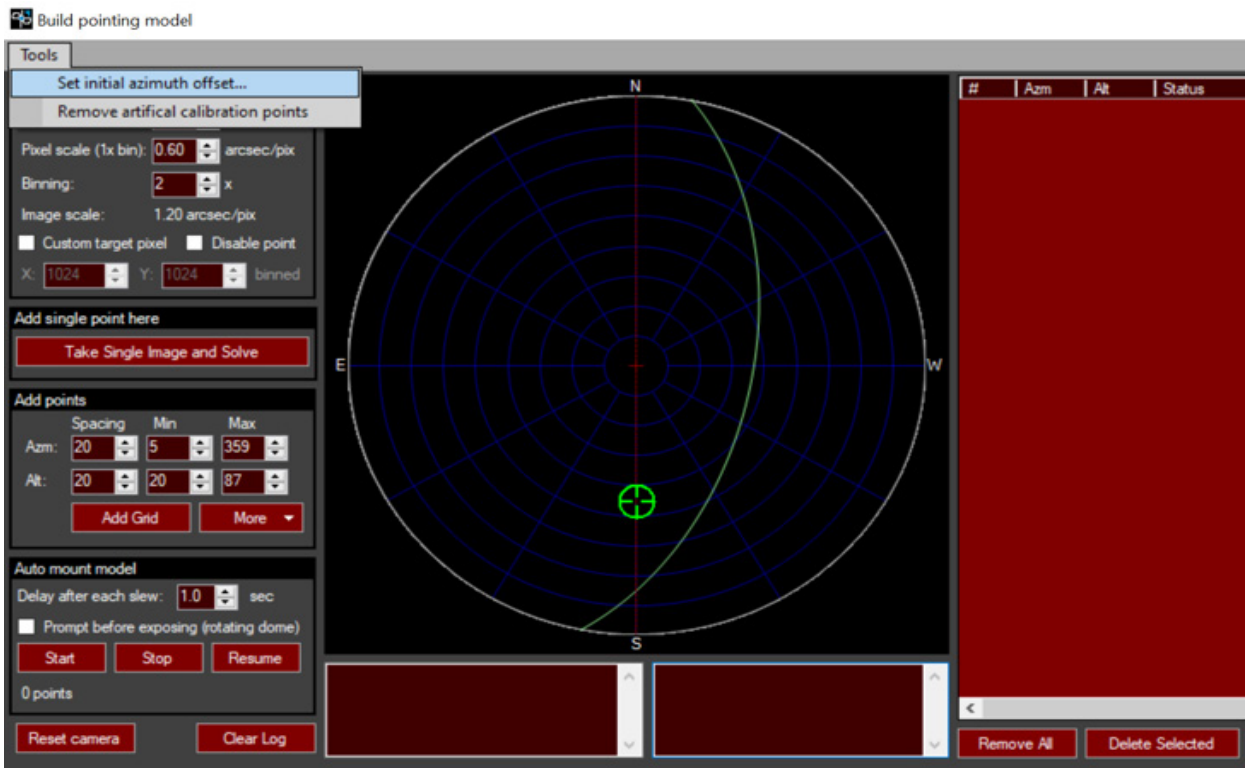 Build pointing model
Tools
Set initial azimuth offset...
Remove artifical calibration points
Pixel scale (1x bin): 0.60 arcsec/pix
Binning: 2 x
Image scale: 1.20 arcsec/pix
Custom target pixel Disable point
X: 1024 Y: 1024 binned
Add single point here
Take Single Image and Solve
Add points
Spacing Min Max
Azm: 20 5 359
Alt: 20 20 87
Add Grid More
Auto mount model
Delay after each slew: 1.0 sec
Prompt before exposing (rotating dome)
Start Stop Resume
0 points
Reset camera Clear Log
N
E W
S
# Azm Alt Status
Remove All Delete Selected